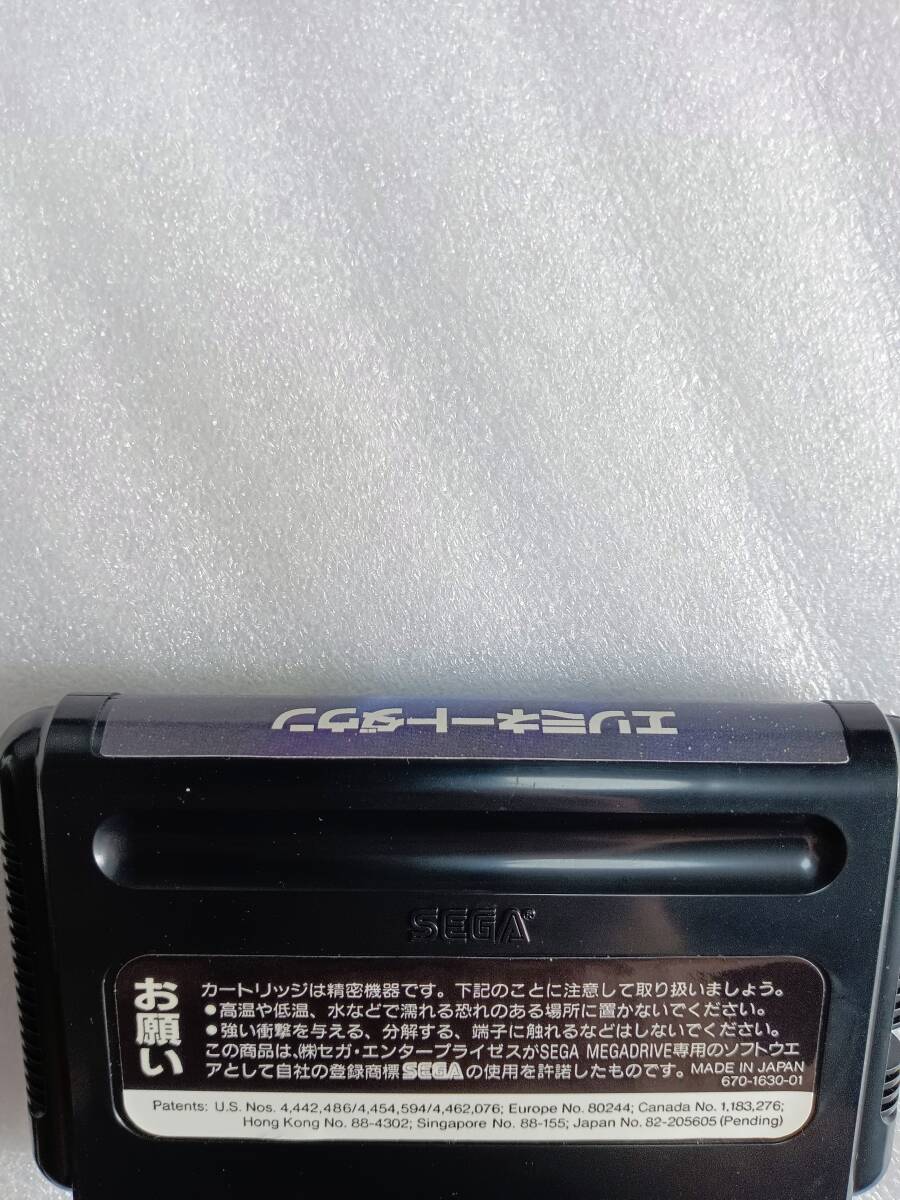 エリミネートダウン
SEGA®
お願い
カートリッジは精密機器です。下記のことに注意して取り扱いましょう。
●高温や低温、水などで濡れる恐れのある場所に置かないでください。
●強い衝撃を与える、分解する、端子に触れるなどはしないでください。
この商品は、㈱セガ・エンタープライゼスがSEGA MEGADRIVE専用のソフトウエ
アとして自社の登録商標SEGAの使用を許諾したものです。 MADE IN JAPAN
670-1630-01
Patents: U.S. Nos. 4,442,486/4,454,594/4,462,076; Europe No. 80244; Canada No. 1,183,276;
Hong Kong No. 88-4302; Singapore No. 88-155; Japan No. 82-205605 (Pending)